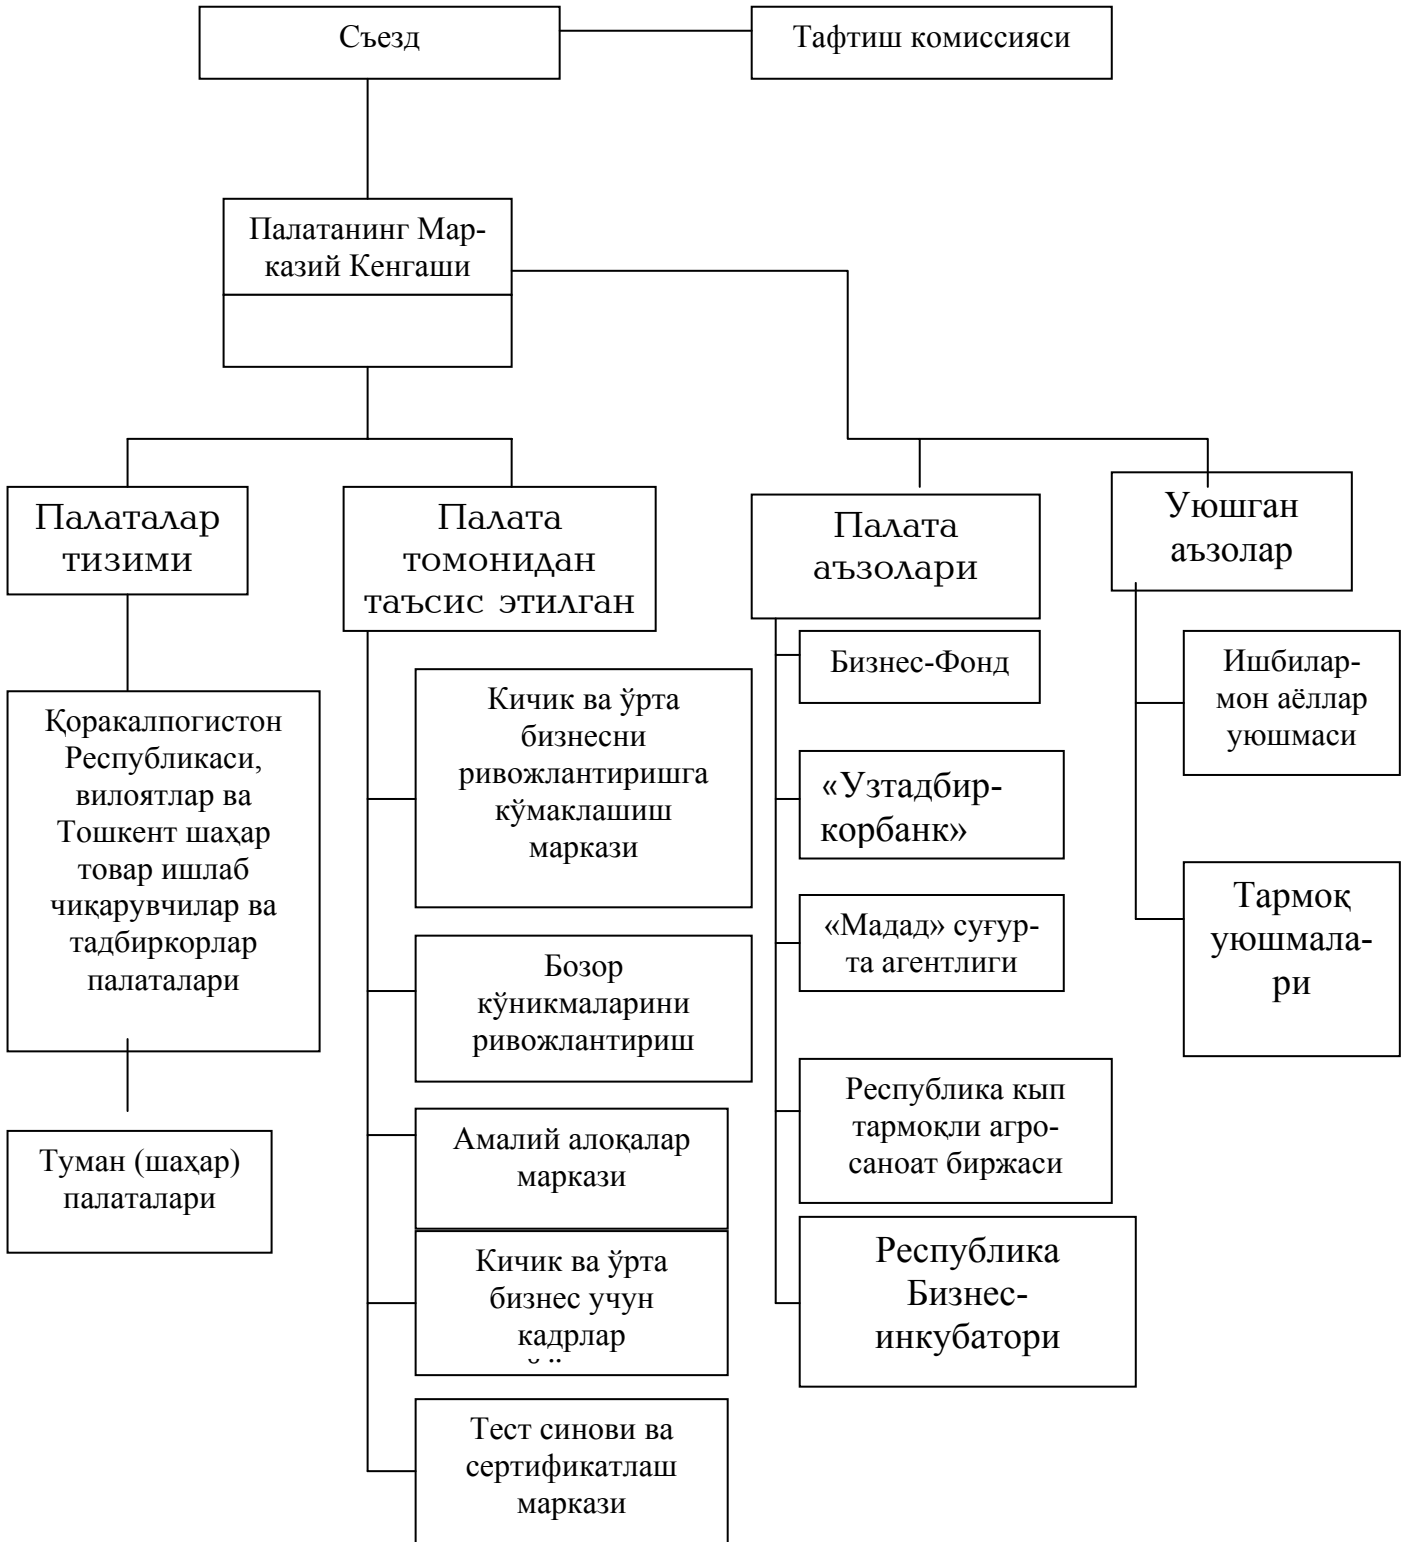 Съезд
Тафтиш комиссияси
Палатанинг Мар-
казий Кенгаши
Палаталар
тизими
Палата
томонидан
таъсис этилган
Палата
аъзолари
Уюшган
аъзолар
Қоракалпогистон
Республикаси,
вилоятлар ва
Тошкент шаҳар
товар ишлаб
чиқарувчилар ва
тадбиркорлар
палаталари
Туман (шаҳар)
палаталари
Кичик ва ўрта
бизнесни
ривожлантиришга
кўмаклашиш
маркази
Бозор
кўникмаларини
ривожлантириш
Амалий алоқалар
маркази
Кичик ва ўрта
бизнес учун
кадрлар
Тест синови ва
сертификатлаш
маркази
Бизнес-Фонд
«Узтадбир-
корбанк»
«Мадад» суғур-
та агентлиги
Республика кып
тармоқли агро-
саноат биржаси
Республика
Бизнес-
инкубатори
Ишбилар-
мон аёллар
уюшмаси
Тармоқ
уюшмала-
ри